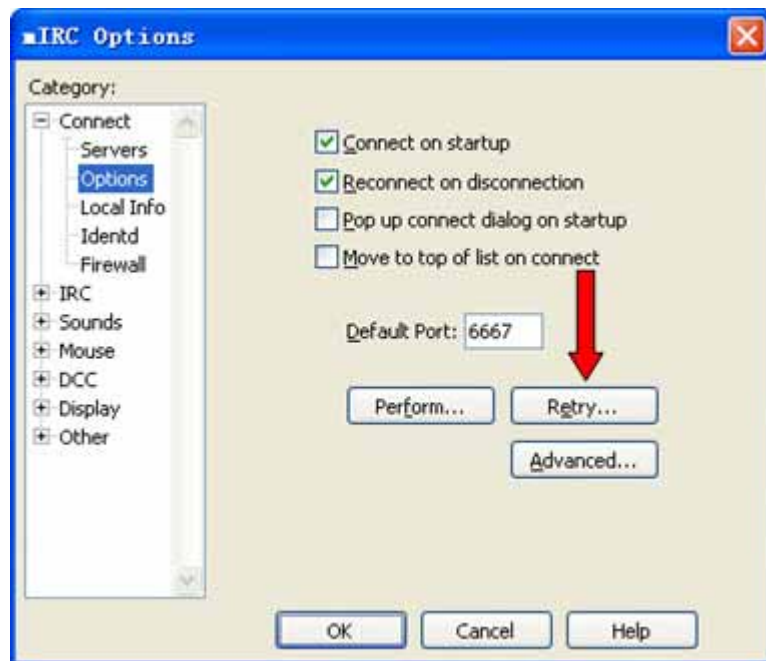 mIRC Options
Category:
Connect
Servers
Options
Local Info
Identd
Firewall
IRC
Sounds
Mouse
DCC
Display
Other
Connect on startup
Reconnect on disconnection
Pop up connect dialog on startup
Move to top of list on connect
Default Port: 6667
Perform... Retry...
Advanced...
OK Cancel Help